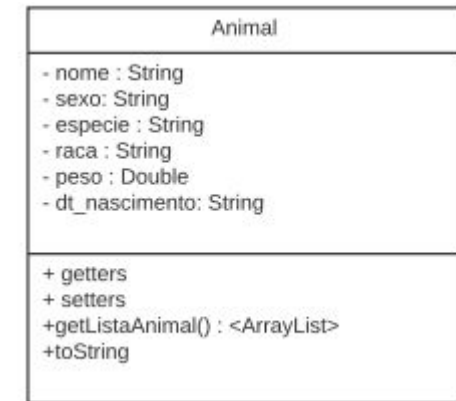 Animal
- nome : String
- sexo: String
- especie : String
- raca : String
- peso : Double
- dt_nascimento: String
+ getters
+ setters
+getListaAnimal() : <ArrayList>
+toString